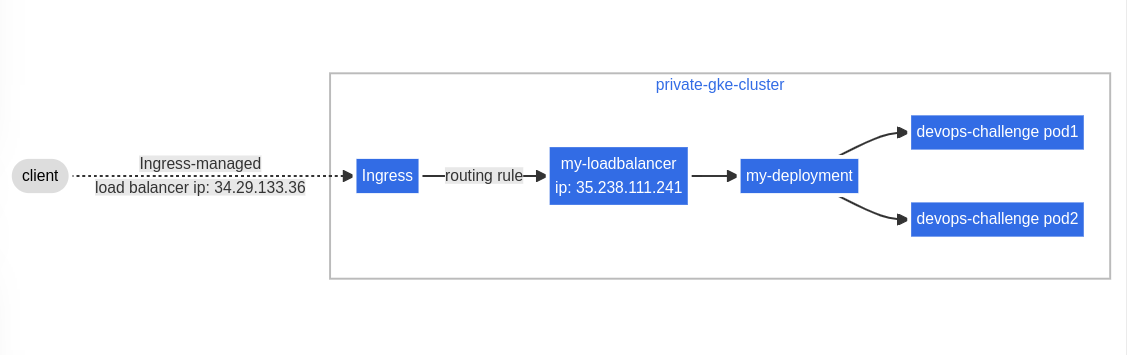 private-gke-cluster
client
Ingress-managed
load balancer ip: 34.29.133.36
Ingress
routing rule
my-loadbalancer
ip: 35.238.111.241
my-deployment
devops-challenge pod1
devops-challenge pod2